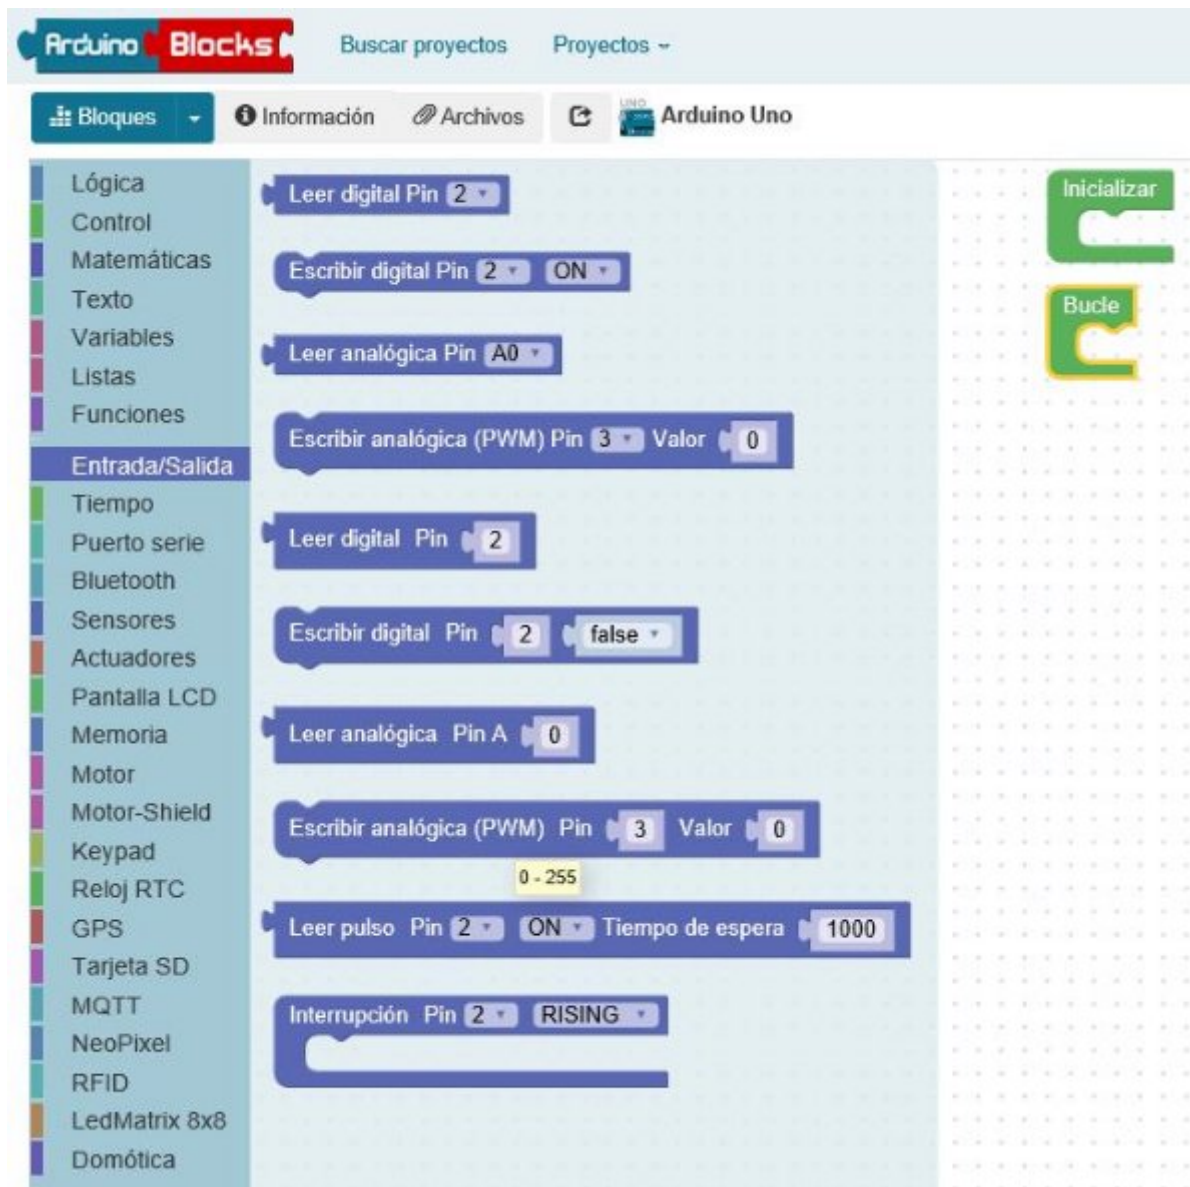 Arduino Blocks
Buscar proyectos
Proyectos
Bloques
Información
Archivos
UNO
Arduino Uno
Lógica
Control
Matemáticas
Texto
Variables
Listas
Funciones
Entrada/Salida
Tiempo
Puerto serie
Bluetooth
Sensores
Actuadores
Pantalla LCD
Memoria
Motor
Motor-Shield
Keypad
Reloj RTC
GPS
Tarjeta SD
MQTT
NeoPixel
RFID
LedMatrix 8x8
Domótica
Leer digital Pin 2
Escribir digital Pin 2 ON
Leer analógica Pin A0
Escribir analógica (PWM) Pin 3 Valor 0
Leer digital Pin 2
Escribir digital Pin 2 false
Leer analógica Pin A 0
Escribir analógica (PWM) Pin 3 Valor 0
0 - 255
Leer pulso Pin 2 ON Tiempo de espera 1000
Interrupción Pin 2 RISING
Inicializar
Bucle